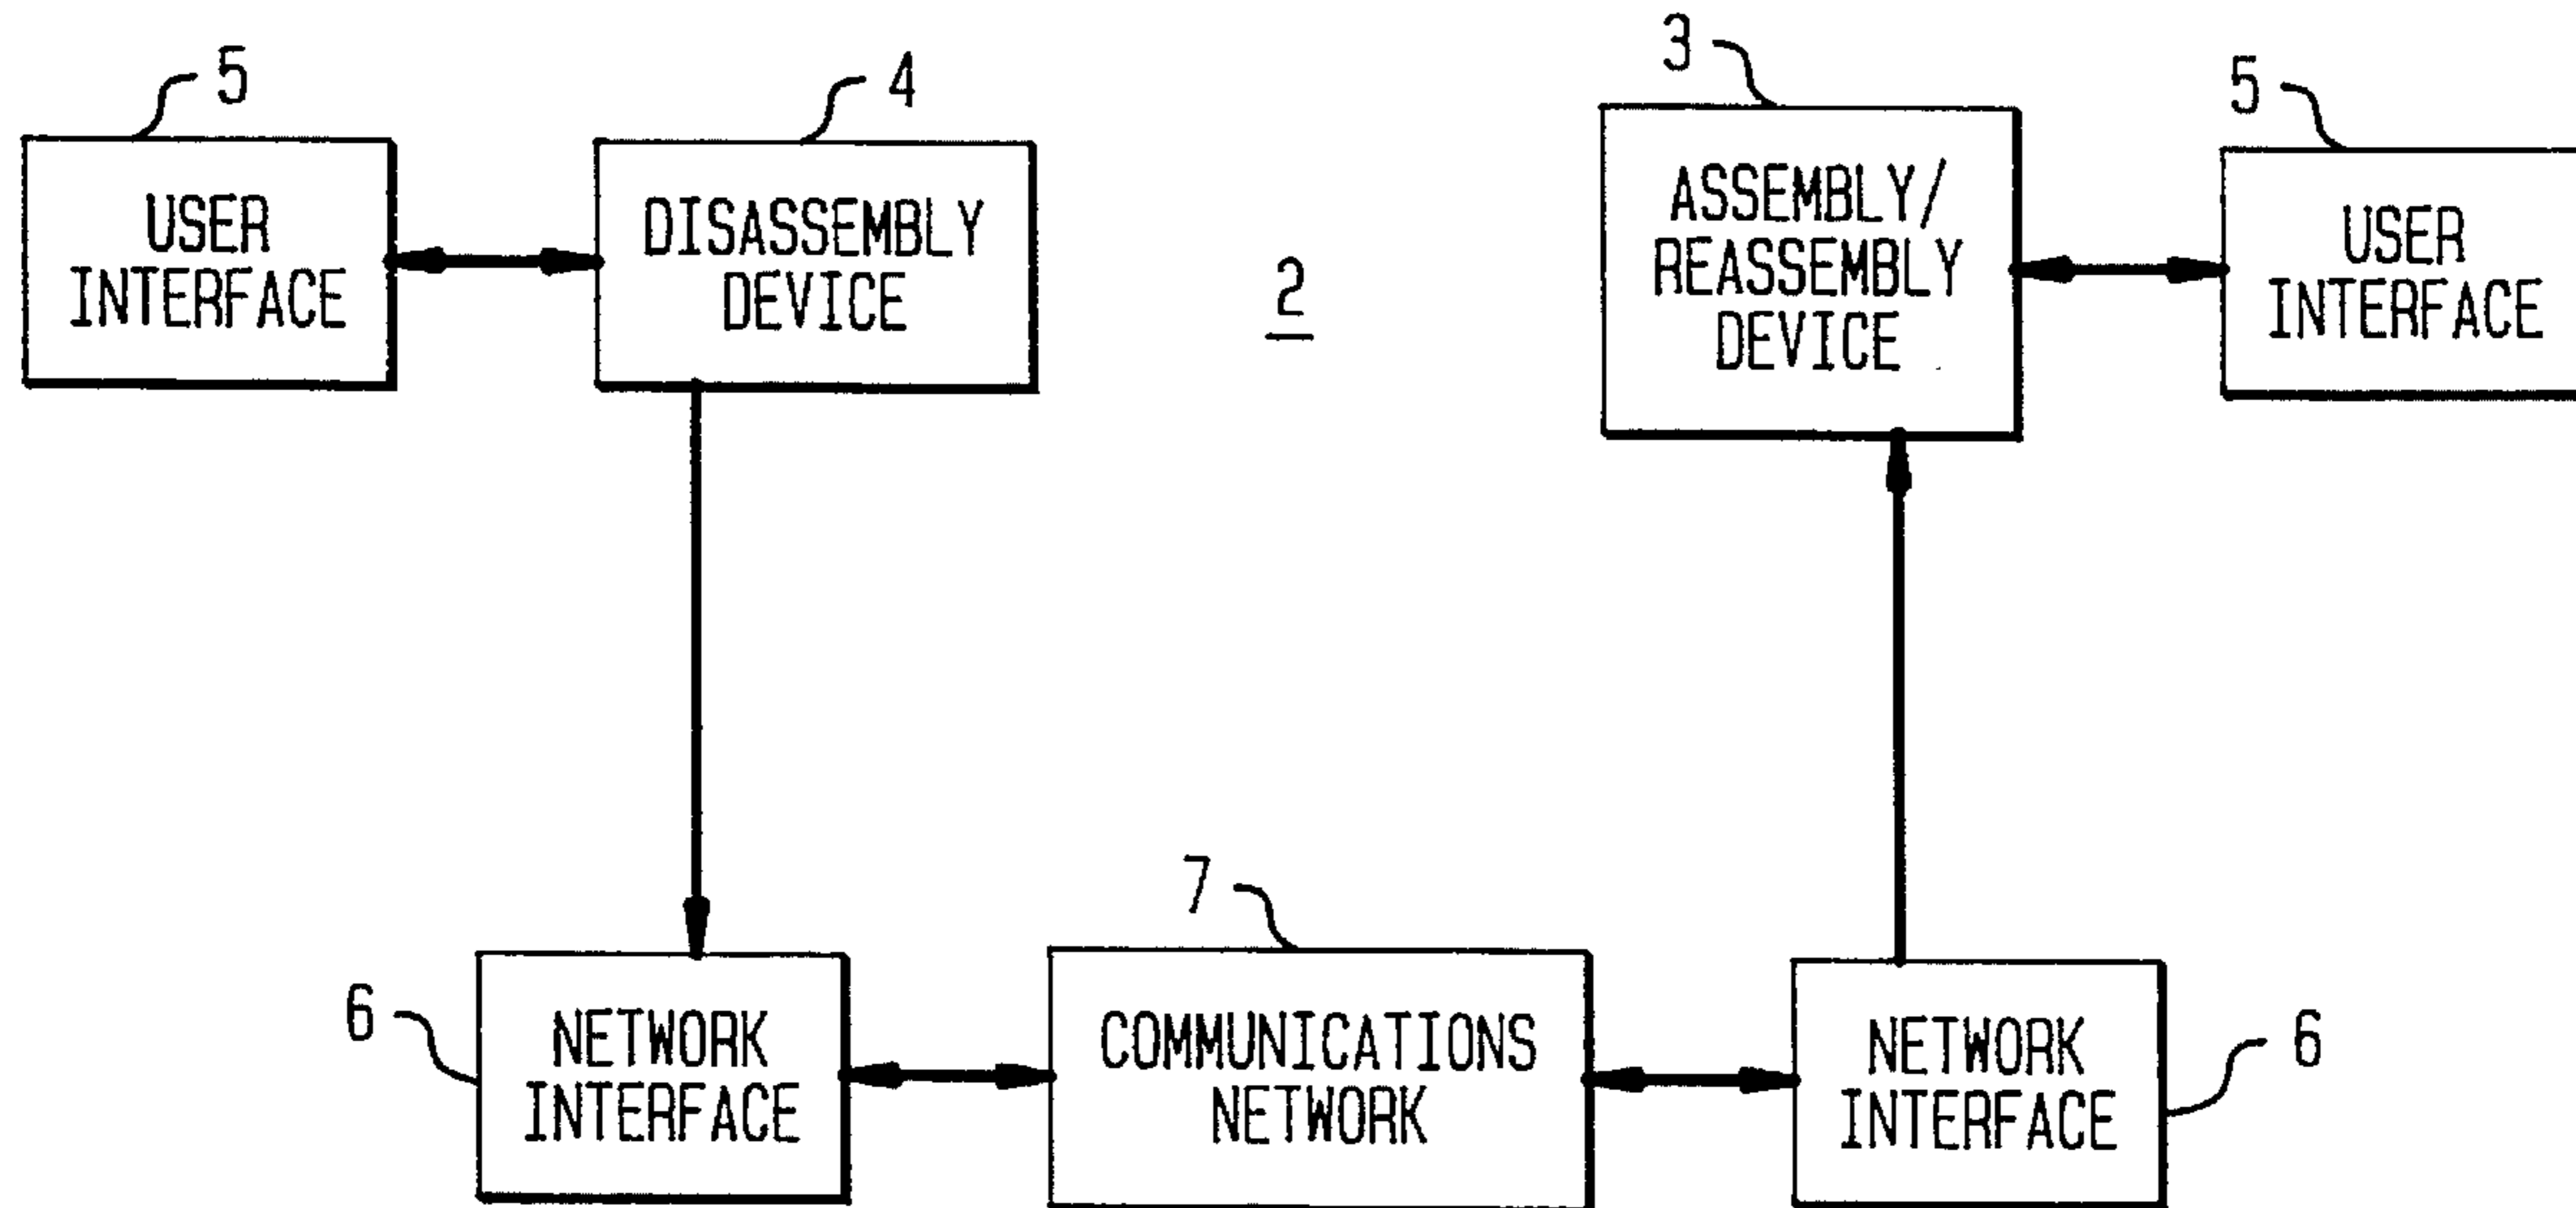 5
USER
INTERFACE
4
DISASSEMBLY
DEVICE
2
3
ASSEMBLY/
REASSEMBLY
DEVICE
5
USER
INTERFACE
6
NETWORK
INTERFACE
7
COMMUNICATIONS
NETWORK
NETWORK
INTERFACE
6